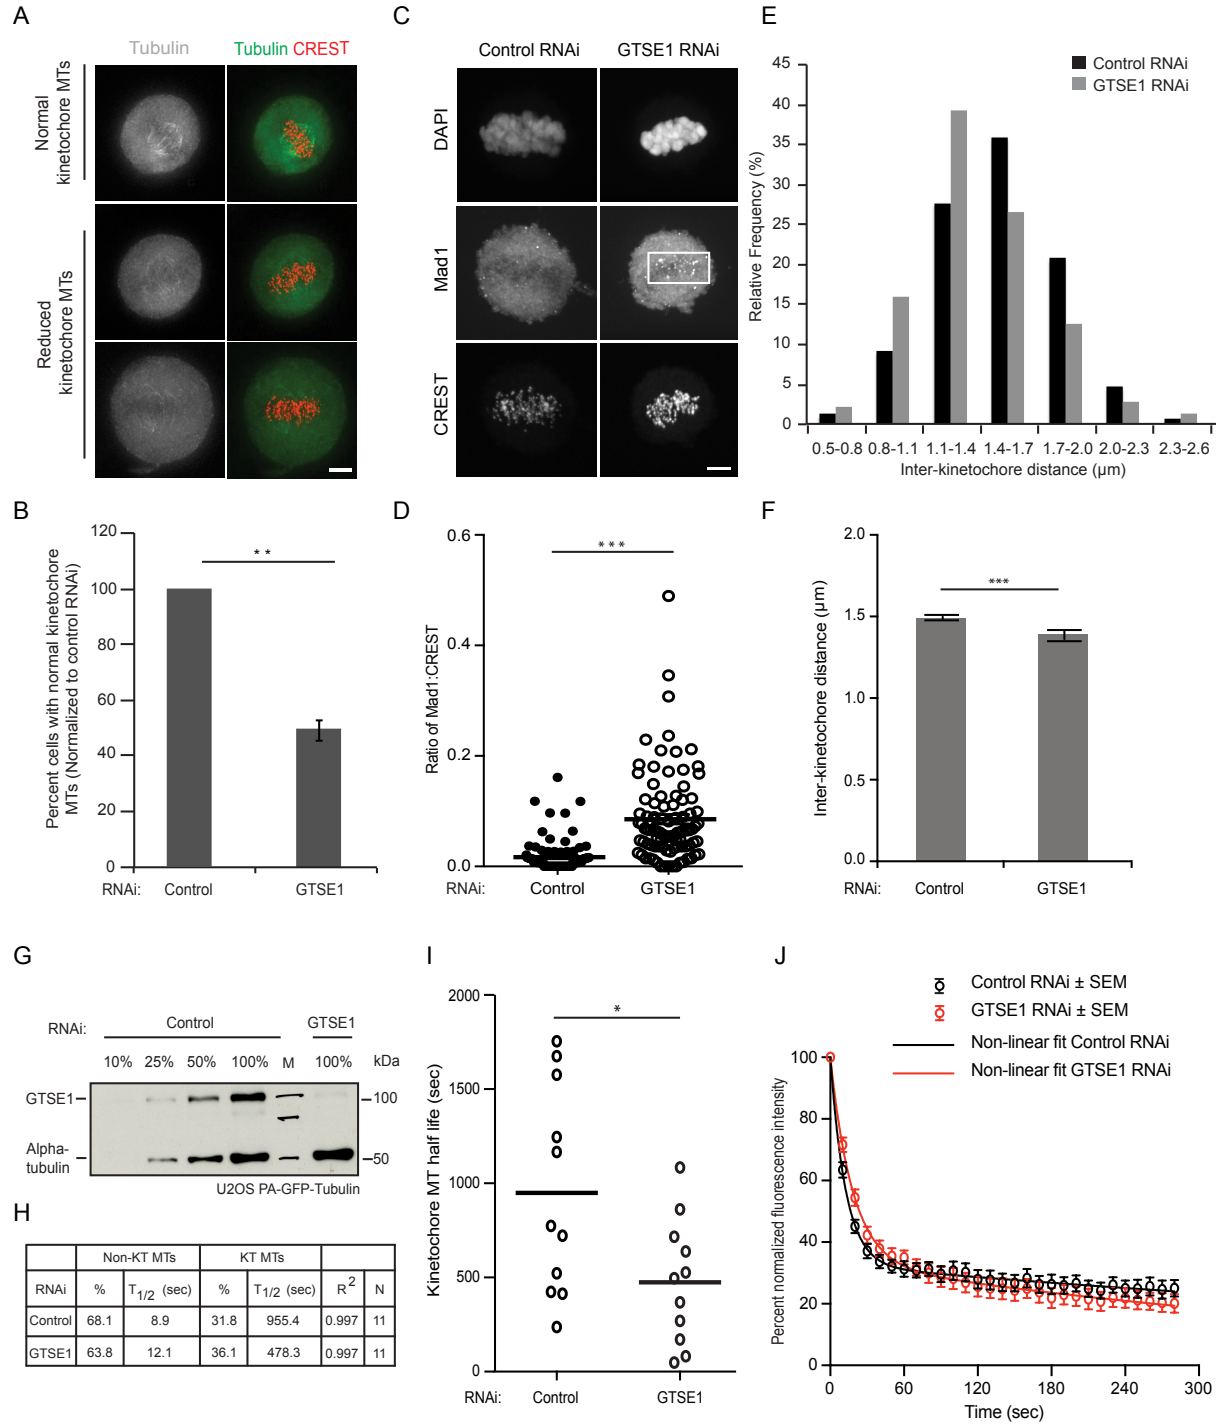 A
Tubulin
Tubulin CREST
Normal
kinetochore MTs
Reduced
kinetochore MTs
B
Percent cells with normal kinetochore
MTs (Normalized to control RNAi)
120
100
80
60
40
20
0
**
RNAi:
Control
GTSE1
C
Control RNAi
GTSE1 RNAi
DAPI
Mad1
CREST
D
Ratio of Mad1:CREST
0.6
0.4
0.2
0.0
***
RNAi:
Control
GTSE1
E
Control RNAi
GTSE1 RNAi
Relative Frequency (%)
45
40
35
30
25
20
15
10
5
0
0.5-0.8 0.8-1.1 1.1-1.4 1.4-1.7 1.7-2.0 2.0-2.3 2.3-2.6
Inter-kinetochore distance (µm)
F
Inter-kinetochore distance (µm)
2.0
1.5
1.0
0.5
0.0
***
RNAi:
Control
GTSE1
G
RNAi:
Control
GTSE1
10% 25% 50% 100% M 100% kDa
GTSE1
100
Alpha-
tubulin
50
U2OS PA-GFP-Tubulin
H
Non-KT MTs KT MTs
RNAi % T1/2 (sec) % T1/2 (sec) R2 N
Control 68.1 8.9 31.8 955.4 0.997 11
GTSE1 63.8 12.1 36.1 478.3 0.997 11
I
Kinetochore MT half life (sec)
2000
1500
1000
500
0
*
RNAi:
Control
GTSE1
J
Control RNAi ± SEM
GTSE1 RNAi ± SEM
Non-linear fit Control RNAi
Non-linear fit GTSE1 RNAi
Percent normalized fluorescence intensity
100
80
60
40
20
0
0 60 120 180 240 300
Time (sec)